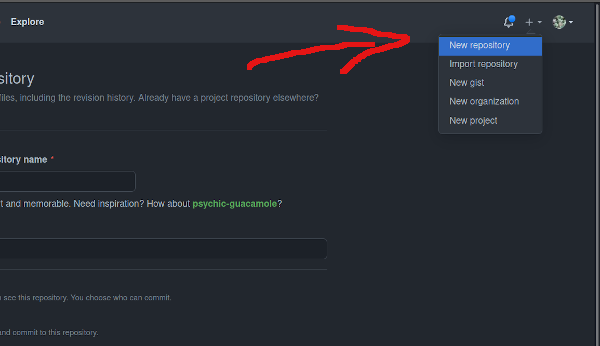 Explore
New repository
Import repository
New gist
New organization
New project
sitory
files, including the revision history. Already have a project repository elsewhere?
sitory name *
t and memorable. Need inspiration? How about psychic-guacamole?
see this repository. You choose who can commit.
and commit to this repository.